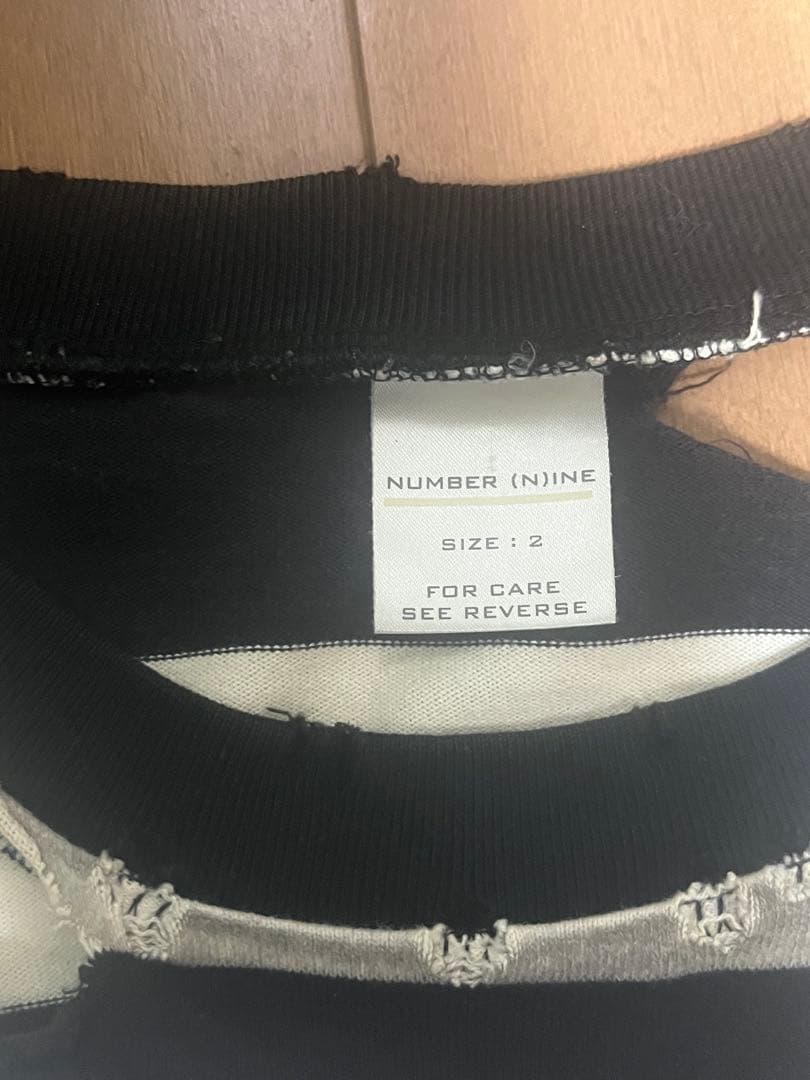 NUMBER (N)INE
SIZE : 2
FOR CARE
SEE REVERSE